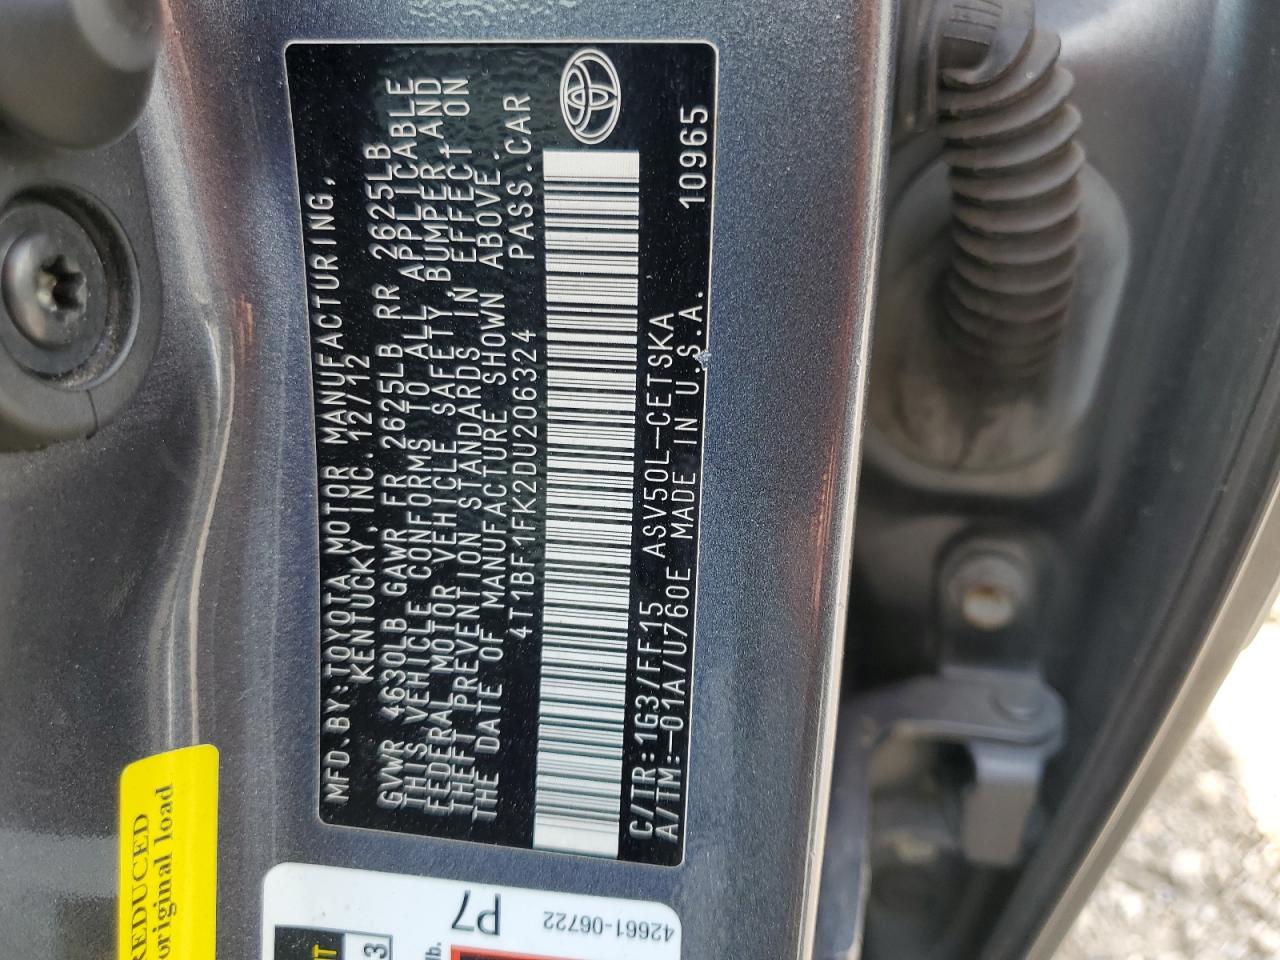 MFD. BY: TOYOTA MOTOR MANUFACTURING,
KENTUCKY, INC. 12/12
GVWR 4630LB GAWR FR 2625LB RR 2625LB
THIS VEHICLE CONFORMS TO ALL APPLICABLE
FEDERAL MOTOR VEHICLE SAFETY, BUMPER, AND
THEFT PREVENTION STANDARDS IN EFFECT ON
THE DATE OF MANUFACTURE SHOWN ABOVE.
4T1BF1FK2DU206324 PASS.CAR
C/TR:1G3/FF15 ASV50L-CETSKA
A/TM:-01A/U760E MADE IN U.S.A.
10965
REDUCED
original load
P7
42661-06722
3
lb.